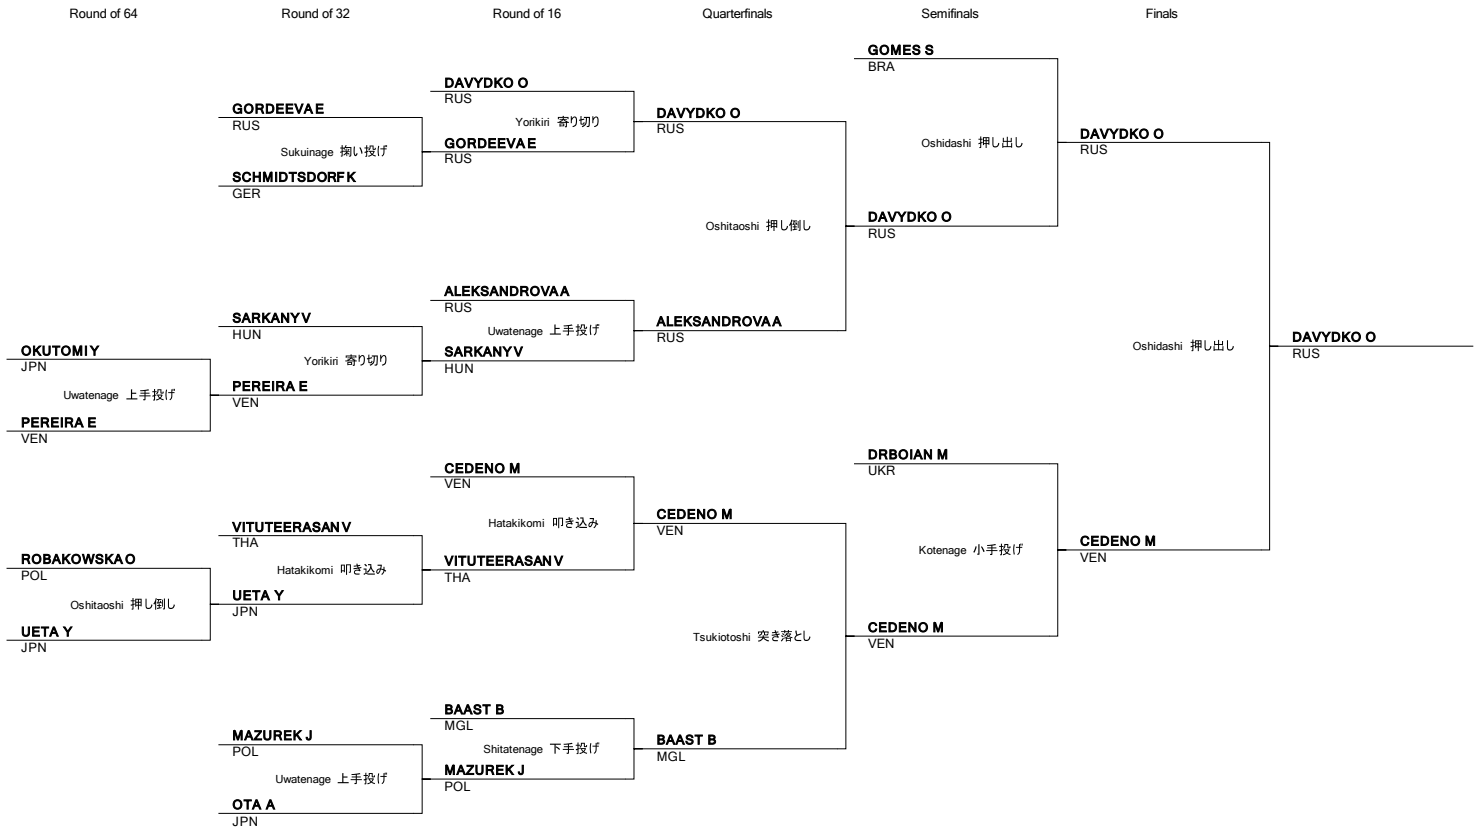 Round of 64
Round of 32
Round of 16
Quarterfinals
Semifinals
Finals
GOMES S
BRA
DAVYDKO O
RUS
GORDEEVA E
RUS
Yorikiri 寄り切り
DAVYDKO O
RUS
Sukuinage 掬い投げ
GORDEEVA E
RUS
Oshidashi 押し出し
DAVYDKO O
RUS
SCHMIDTSDORF K
GER
Oshitaoshi 押し倒し
DAVYDKO O
RUS
ALEKSANDROVA A
RUS
SARKANY V
HUN
Uwatenage 上手投げ
ALEKSANDROVA A
RUS
OKUTOMI Y
JPN
Yorikiri 寄り切り
SARKANY V
HUN
Oshidashi 押し出し
DAVYDKO O
RUS
Uwatenage 上手投げ
PEREIRA E
VEN
PEREIRA E
VEN
CEDENO M
VEN
DRBOIAN M
UKR
VITUTEERASAN V
THA
Hatakikomi 叩き込み
CEDENO M
VEN
ROBAKOWSKA O
POL
Hatakikomi 叩き込み
VITUTEERASAN V
THA
Kotenage 小手投げ
CEDENO M
VEN
Oshitaoshi 押し倒し
UETA Y
JPN
UETA Y
JPN
Tsukiotoshi 突き落とし
CEDENO M
VEN
BAAST B
MGL
MAZUREK J
POL
Shitatenage 下手投げ
BAAST B
MGL
Uwatenage 上手投げ
MAZUREK J
POL
OTA A
JPN